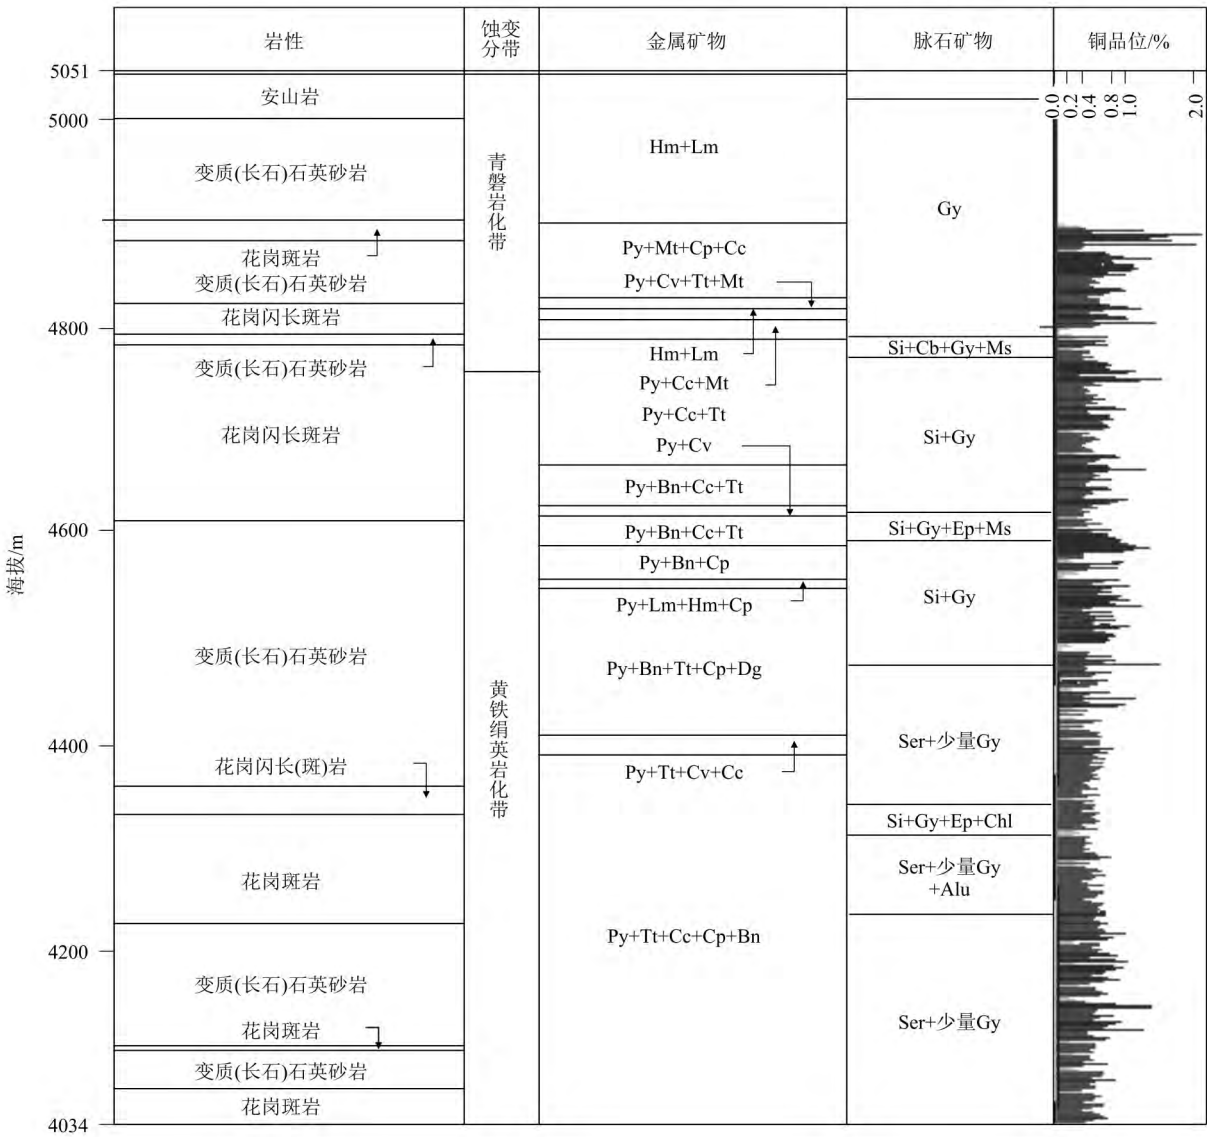 岩性
蚀变
分带
金属矿物
脉石矿物
铜品位/%
0.0
0.2
0.4
0.8
1.0
2.0
海拔/m
5051
5000
4800
4600
4400
4200
4034
安山岩
变质(长石)石英砂岩
花岗斑岩
变质(长石)石英砂岩
花岗闪长斑岩
变质(长石)石英砂岩
花岗闪长斑岩
变质(长石)石英砂岩
花岗闪长(斑)岩
花岗斑岩
变质(长石)石英砂岩
花岗斑岩
变质(长石)石英砂岩
花岗斑岩
青磐岩化带
黄铁绢英岩化带
Hm+Lm
Py+Mt+Cp+Cc
Py+Cv+Tt+Mt
Hm+Lm
Py+Cc+Mt
Py+Cc+Tt
Py+Cv
Py+Bn+Cc+Tt
Py+Bn+Cc+Tt
Py+Bn+Cp
Py+Lm+Hm+Cp
Py+Bn+Tt+Cp+Dg
Py+Tt+Cv+Cc
Py+Tt+Cc+Cp+Bn
Gy
Si+Cb+Gy+Ms
Si+Gy
Si+Gy+Ep+Ms
Si+Gy
Ser+少量Gy
Si+Gy+Ep+Chl
Ser+少量Gy
+Alu
Ser+少量Gy